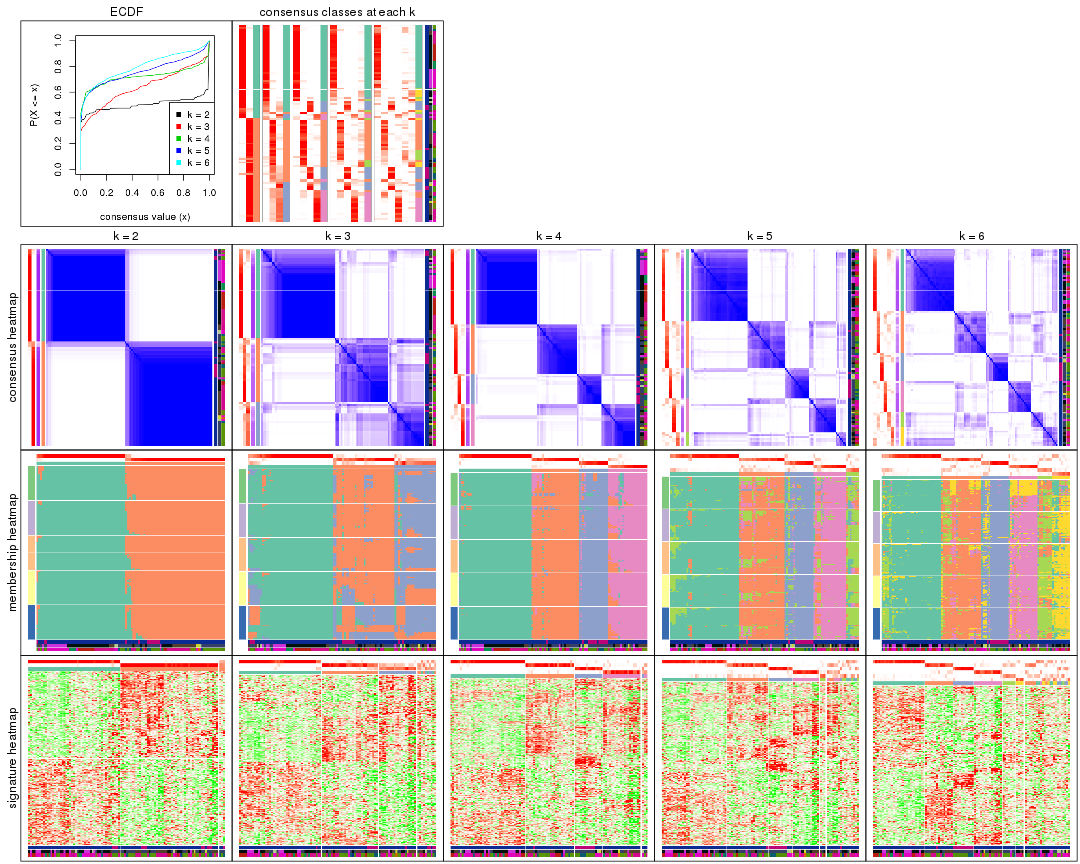 ECDF
consensus classes at each k
P(X <= x)
0.0 0.2 0.4 0.6 0.8 1.0
k = 2
k = 3
k = 4
k = 5
k = 6
0.0 0.2 0.4 0.6 0.8 1.0
consensus value (x)
k = 2 k = 3 k = 4 k = 5 k = 6
consensus heatmap
membership heatmap
signature heatmap